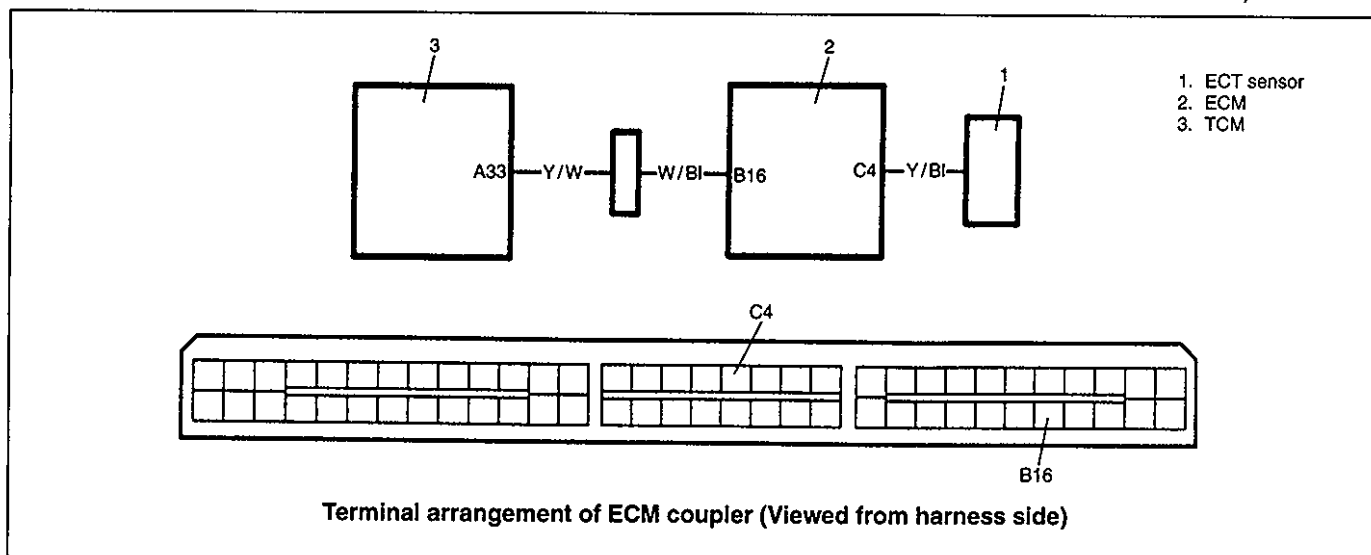 3
2
1
1. ECT sensor
2. ECM
3. TCM
A33 Y/W W/Bl B16 C4 Y/Bl
C4
B16
Terminal arrangement of ECM coupler (Viewed from harness side)